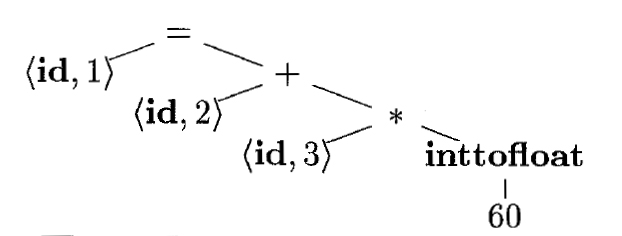 =
⟨id, 1⟩
+
⟨id, 2⟩
*
⟨id, 3⟩
inttofloat
60